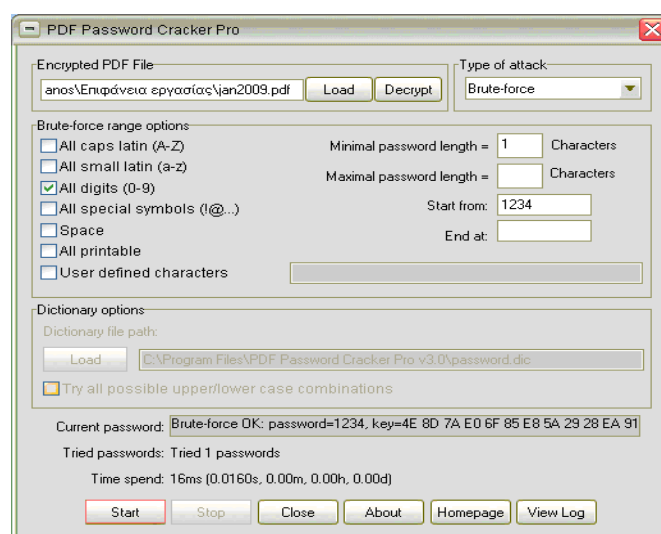 PDF Password Cracker Pro
Encrypted PDF File
Type of attack
anos\Επιφάνεια εργασίας\jan2009.pdf Load Decrypt Brute-force
Brute-force range options
All caps latin (A-Z) Minimal password length = 1 Characters
All small latin (a-z)
Maximal password length = Characters
All digits (0-9)
All special symbols (!@...) Start from: 1234
Space
End at:
All printable
User defined characters
Dictionary options
Dictionary file path:
Load C:\Program Files\PDF Password Cracker Pro v3.0\password.dic
Try all possible upper/lower case combinations
Current password: Brute-force OK: password=1234, key=4E 8D 7A E0 6F 85 E8 5A 29 28 EA 91
Tried passwords: Tried 1 passwords
Time spend: 16ms (0.0160s, 0.00m, 0.00h, 0.00d)
Start Stop Close About Homepage View Log